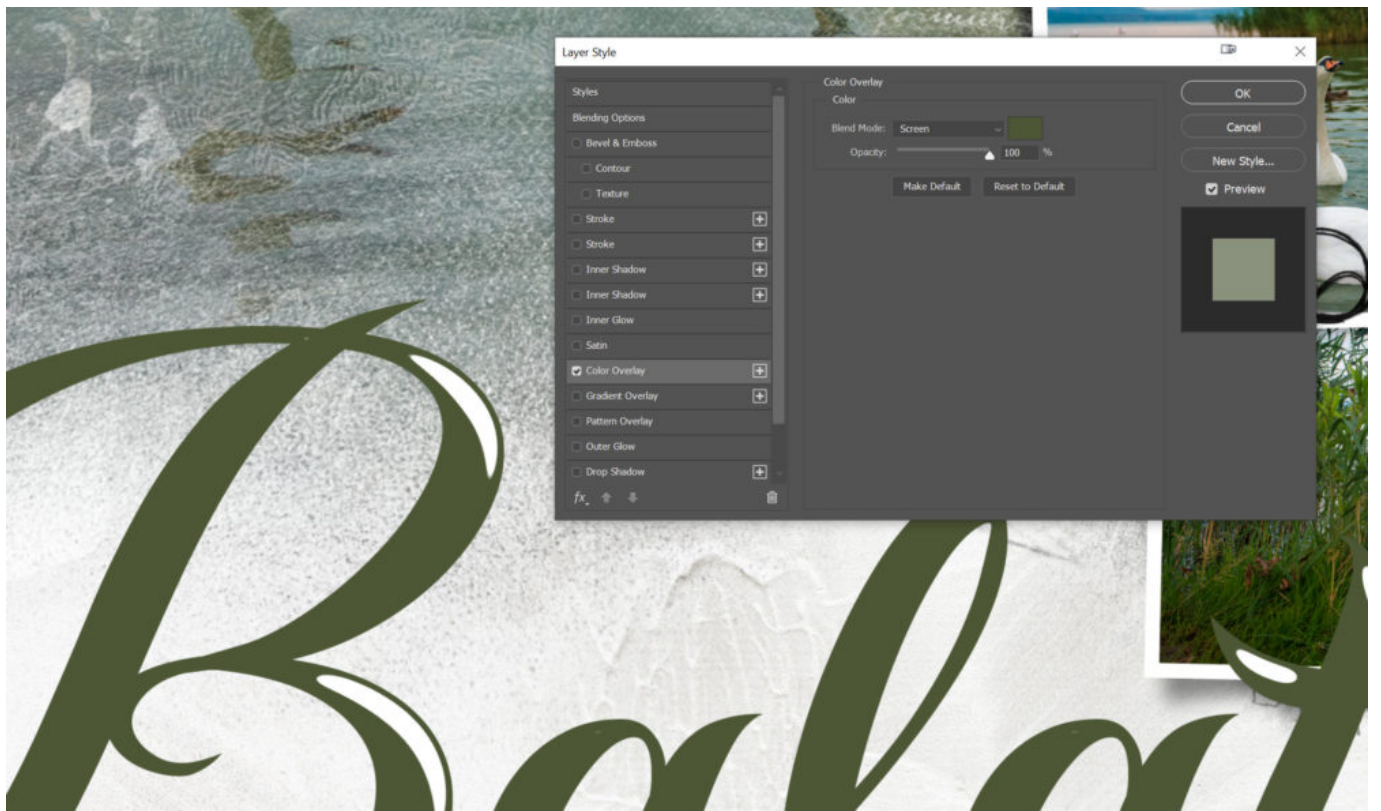 former
Layer Style
Styles
Blending Options
Bevel & Emboss
Contour
Texture
Stroke
Stroke
Inner Shadow
Inner Shadow
Inner Glow
Satin
Color Overlay
Gradient Overlay
Pattern Overlay
Outer Glow
Drop Shadow
fx
Color Overlay
Color
Blend Mode: Screen
Opacity: 100 %
Make Default Reset to Default
OK
Cancel
New Style...
Preview
Balat